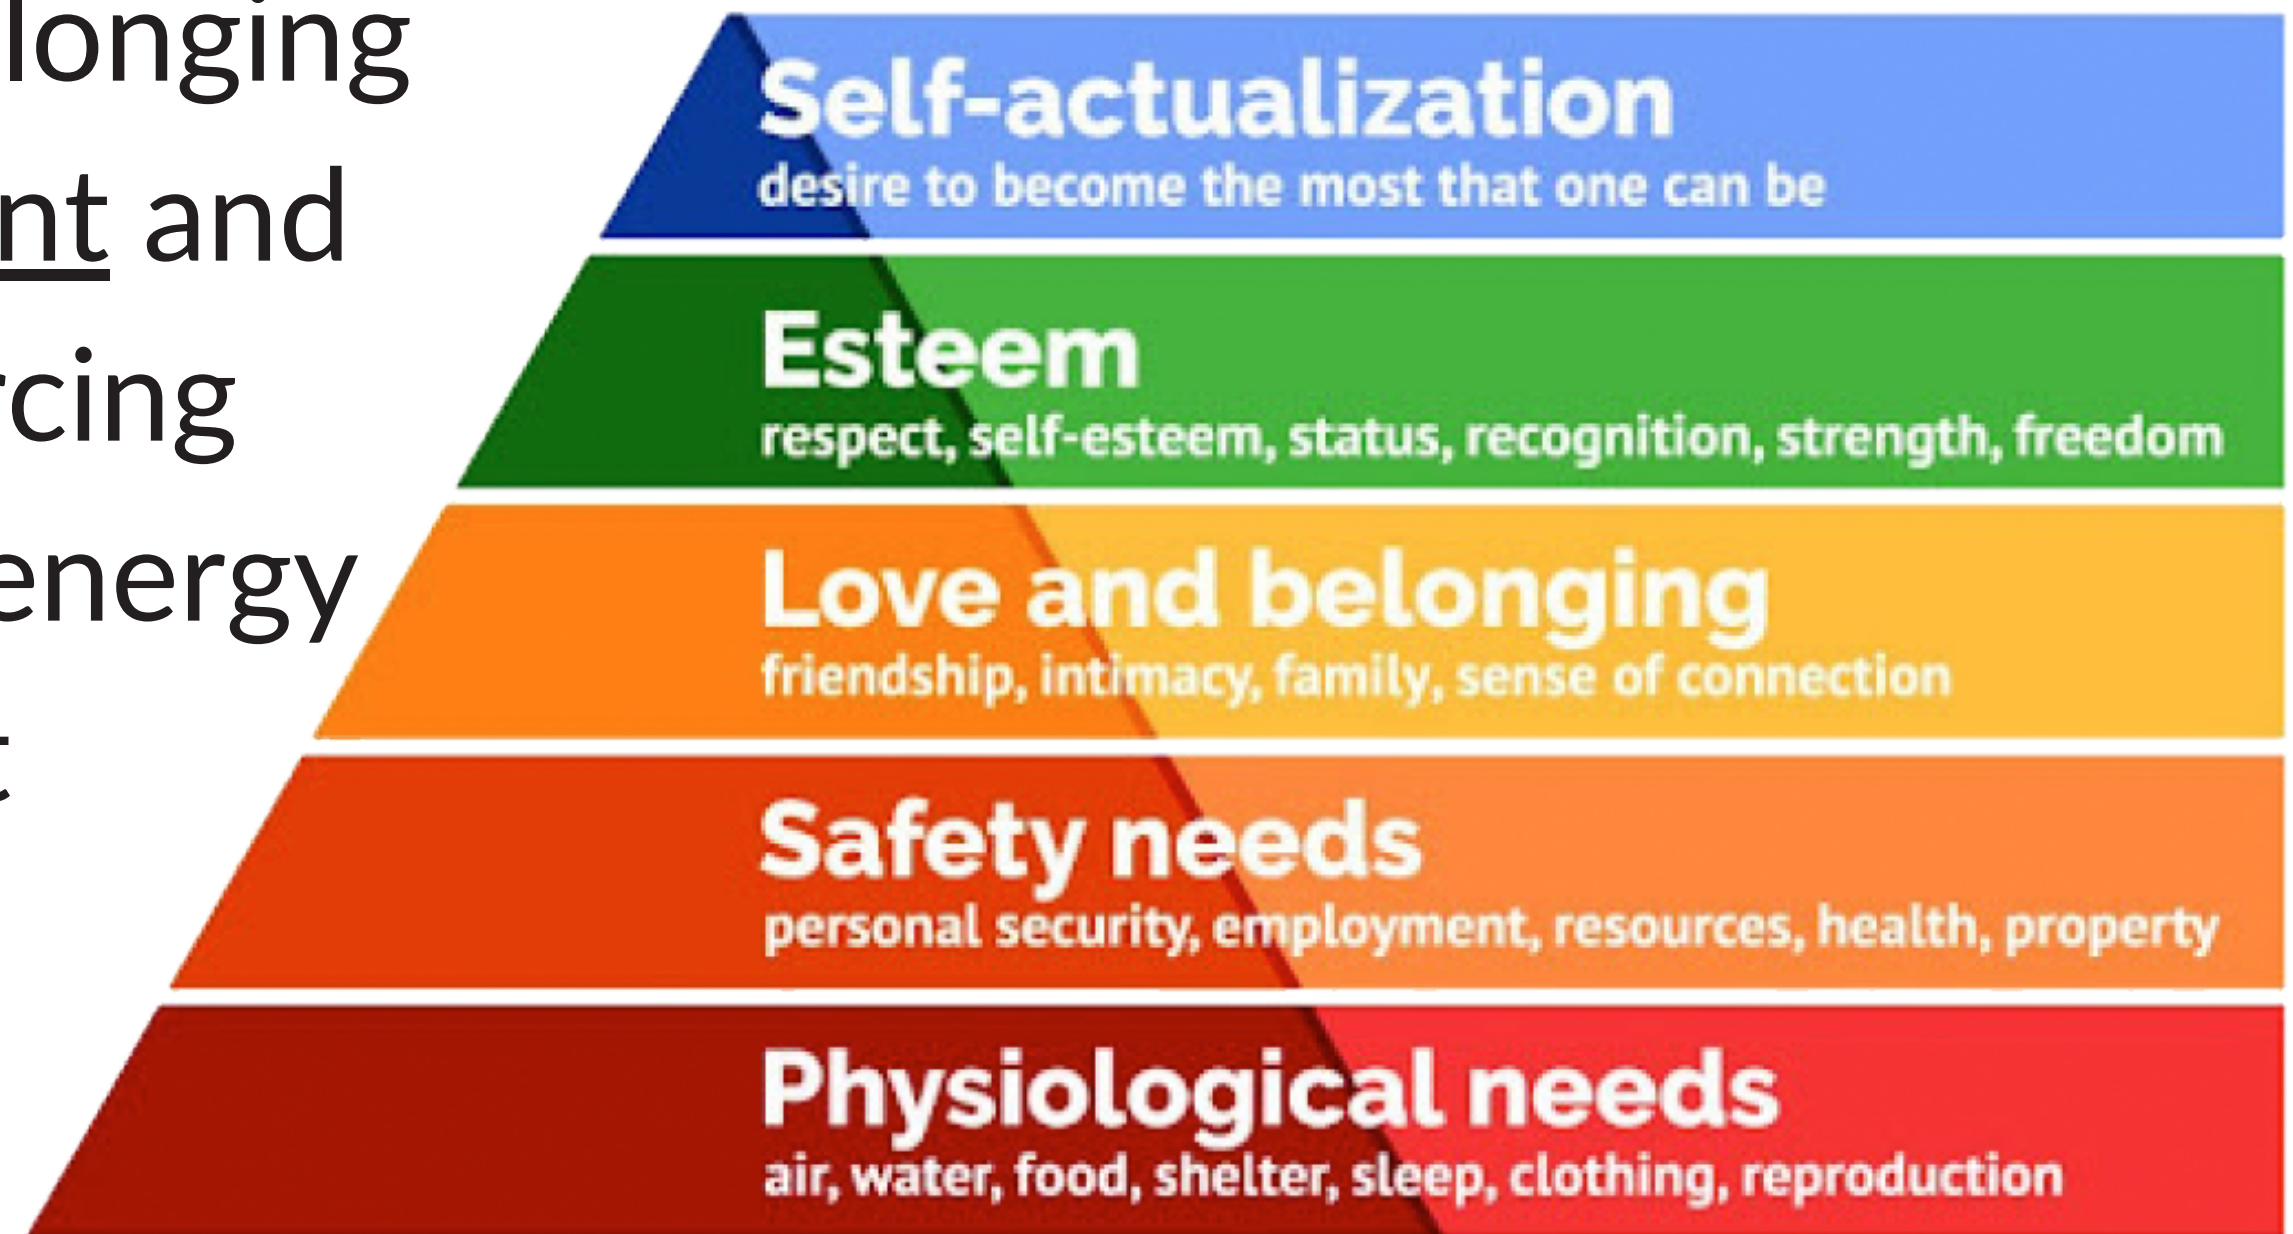 longing
nt and
rcing
energy
t
Self-actualization
desire to become the most that one can be
Esteem
respect, self-esteem, status, recognition, strength, freedom
Love and belonging
friendship, intimacy, family, sense of connection
Safety needs
personal security, employment, resources, health, property
Physiological needs
air, water, food, shelter, sleep, clothing, reproduction